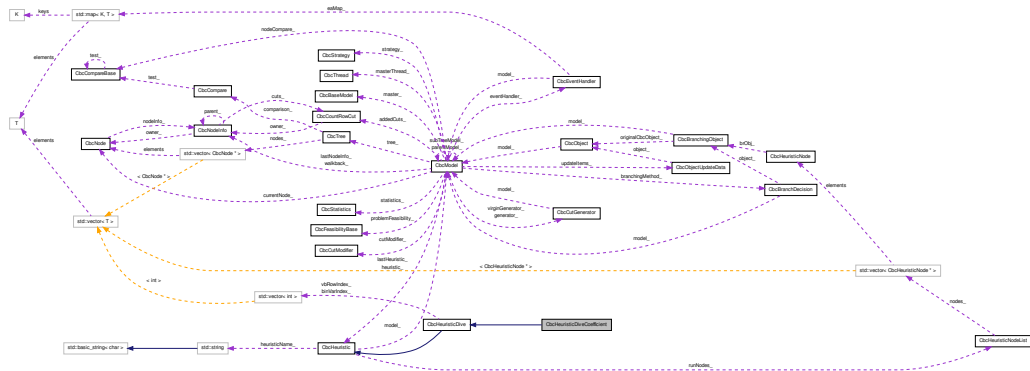 K
keys_
std::map< K, T >
eaMap_
nodeCompare_
elements
test_
CbcCompareBase
CbcStrategy
strategy_
CbcThread
masterThread_
model_
CbcEventHandler
test_
CbcCompare
CbcBaseModel
master_
eventHandler_
cuts_
comparison_
T
nodeInfo_
parent_
CbcNodeInfo
CbcCountRowCut
addedCuts_
model_
owner_
owner_
CbcNode
nodes_
CbcTree
tree_
subTreeModel_
parentModel_
model_
CbcObject
originalCbcObject_
CbcBranchingObject
brObj_
object_
elements
elements
std::vector< CbcNode * >
lastNodeInfo_
walkback_
CbcModel
updateItems_
CbcObjectUpdateData
object_
CbcHeuristicNode
< CbcNode * >
currentNode_
branchingMethod_
CbcBranchDecision
model_
elements
std::vector< T >
CbcStatistics
statistics_
virginGenerator_
generator_
CbcCutGenerator
CbcFeasibilityBase
problemFeasibility_
model_
CbcCutModifier
cutModifier_
lastHeuristic_
heuristic_
< CbcHeuristicNode * >
std::vector< CbcHeuristicNode * >
< int >
vbRowIndex_
binVarIndex_
std::vector< int >
nodes_
model_
CbcHeuristicDive
CbcHeuristicDiveCoefficient
std::basic_string< char >
std::string
heuristicName_
CbcHeuristic
CbcHeuristicNodeList
runNodes_